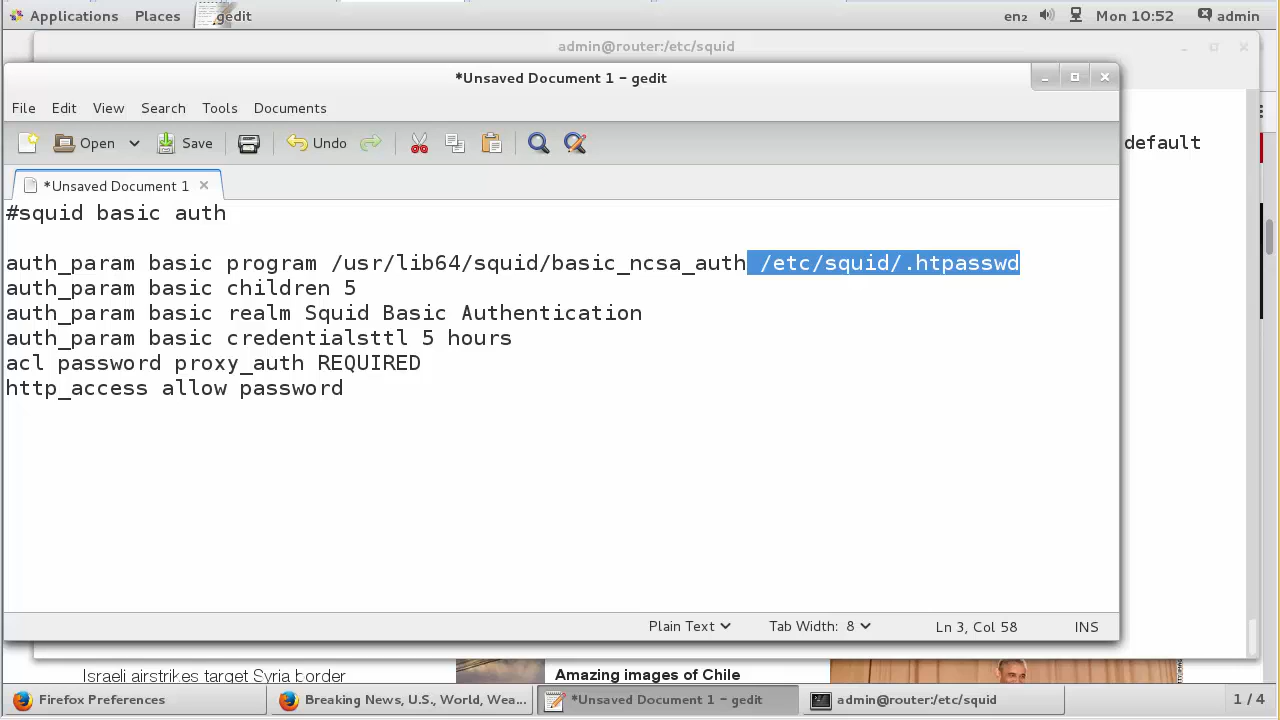 Applications Places gedit en₂ Mon 10:52 admin
admin@router:/etc/squid
*Unsaved Document 1 – gedit
File Edit View Search Tools Documents
Open Save Undo
default
*Unsaved Document 1
#squid basic auth
auth_param basic program /usr/lib64/squid/basic_ncsa_auth /etc/squid/.htpasswd
auth_param basic children 5
auth_param basic realm Squid Basic Authentication
auth_param basic credentialsttl 5 hours
acl password proxy_auth REQUIRED
http_access allow password
Plain Text Tab Width: 8 Ln 3, Col 58 INS
Israeli airstrikes target Syria border
Amazing images of Chile
Firefox Preferences Breaking News, U.S., World, Wea... *Unsaved Document 1 – gedit admin@router:/etc/squid 1 / 4